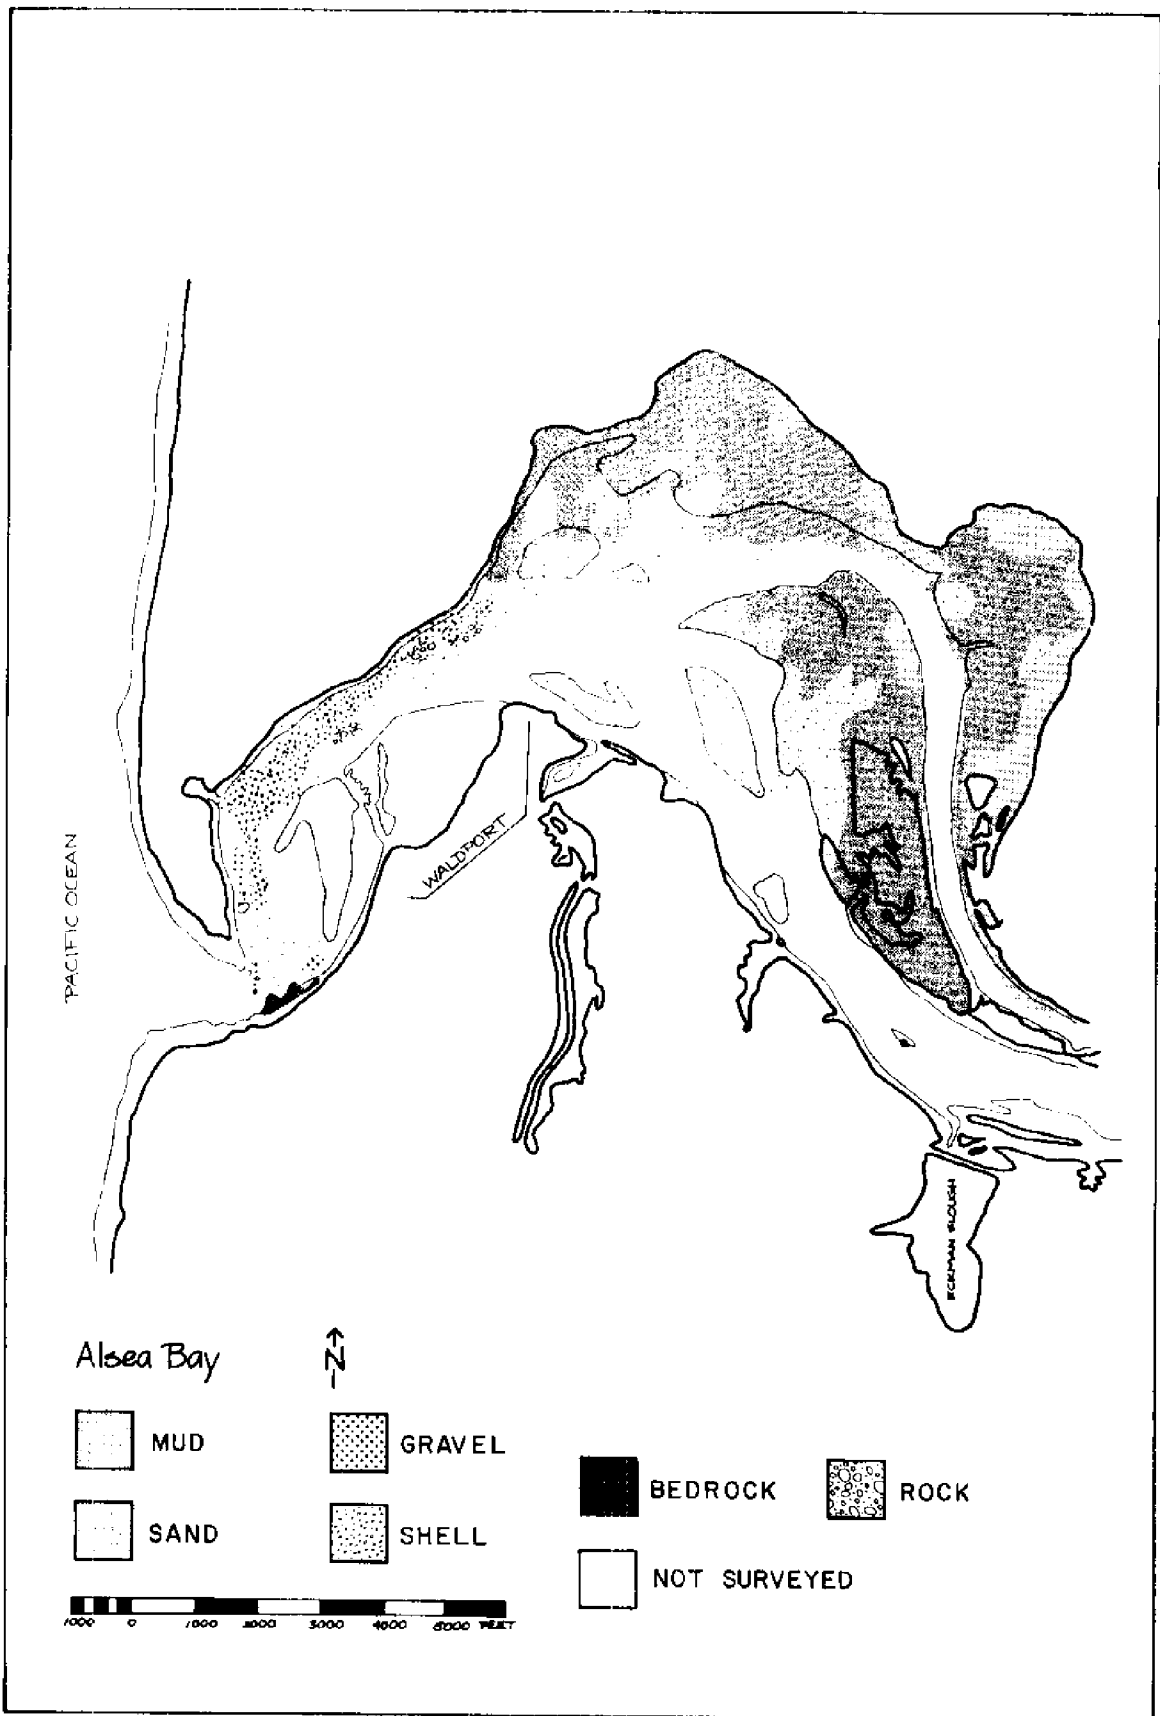 PACIFIC OCEAN
WALDPORT
ECKMAN SLOUGH
Alsea Bay
N
MUD
GRAVEL
BEDROCK
ROCK
SAND
SHELL
NOT SURVEYED
1000 0 1000 2000 3000 4000 5000 FEET